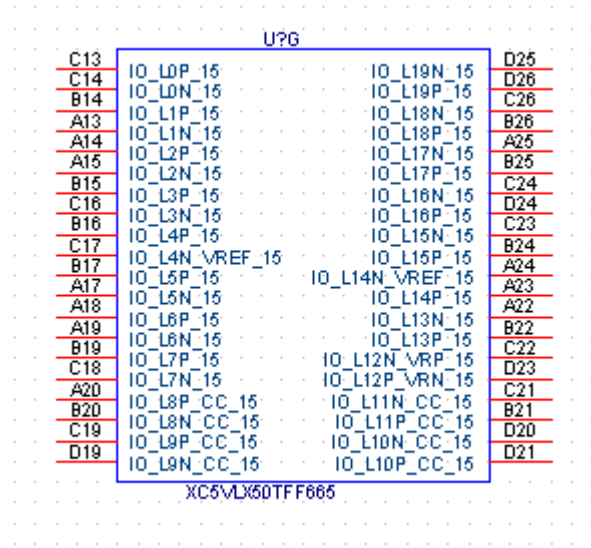 U?G
C13 IO_L0P_15 IO_L19N_15 D25
C14 IO_L0N_15 IO_L19P_15 D26
B14 IO_L1P_15 IO_L18N_15 C26
A13 IO_L1N_15 IO_L18P_15 B26
A14 IO_L2P_15 IO_L17N_15 A25
A15 IO_L2N_15 IO_L17P_15 B25
B15 IO_L3P_15 IO_L16N_15 C24
C16 IO_L3N_15 IO_L16P_15 D24
B16 IO_L4P_15 IO_L15N_15 C23
C17 IO_L4N_VREF_15 IO_L15P_15 B24
B17 IO_L5P_15 IO_L14N_VREF_15 A24
A17 IO_L5N_15 IO_L14P_15 A23
A18 IO_L6P_15 IO_L13N_15 A22
A19 IO_L6N_15 IO_L13P_15 B22
B19 IO_L7P_15 IO_L12N_VRP_15 C22
C18 IO_L7N_15 IO_L12P_VRN_15 D23
A20 IO_L8P_CC_15 IO_L11N_CC_15 C21
B20 IO_L8N_CC_15 IO_L11P_CC_15 B21
C19 IO_L9P_CC_15 IO_L10N_CC_15 D20
D19 IO_L9N_CC_15 IO_L10P_CC_15 D21
XC5VLX50TFF665